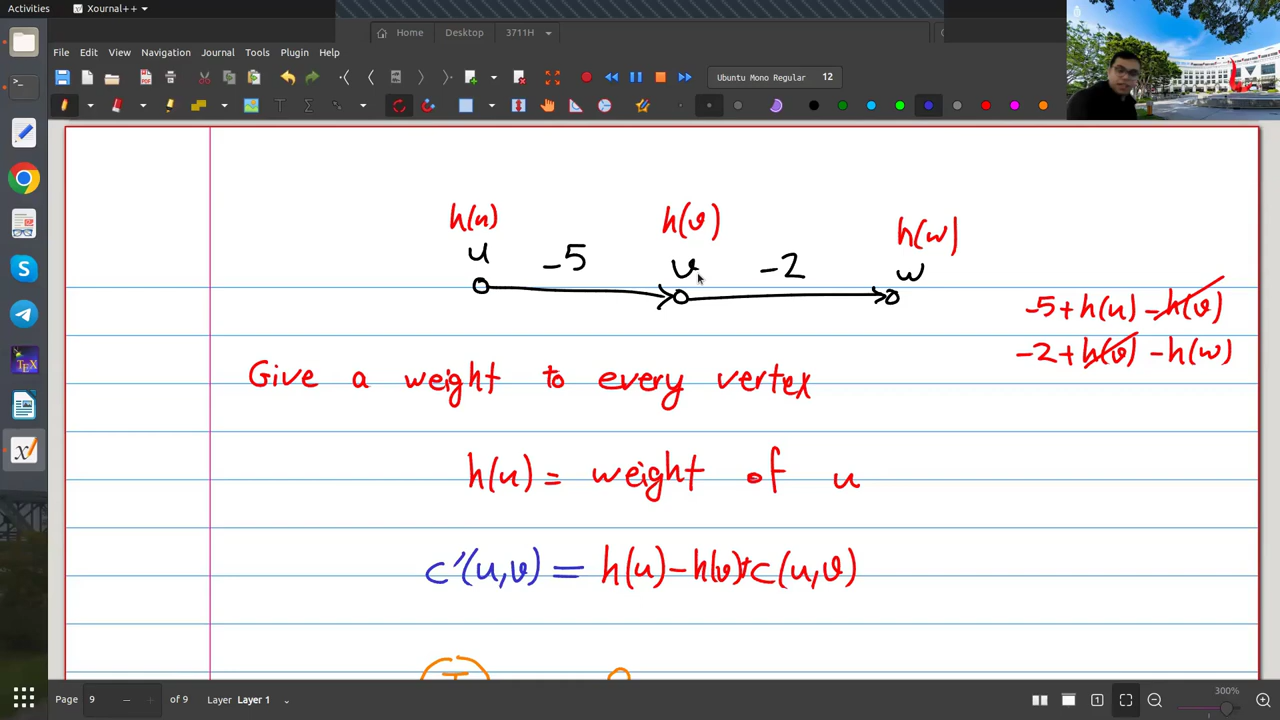 Activities Xournal++
Home Desktop 3711H
File Edit View Navigation Journal Tools Plugin Help
Ubuntu Mono Regular 12
h(u) h(v) h(w)
u -5 v -2 w
-5+h(u)-h(v)
-2+h(v)-h(w)
Give a weight to every vertex
h(u)= weight of u
c'(u,v) = h(u)-h(v)+c(u,v)
Page 9 of 9 Layer Layer 1 300%